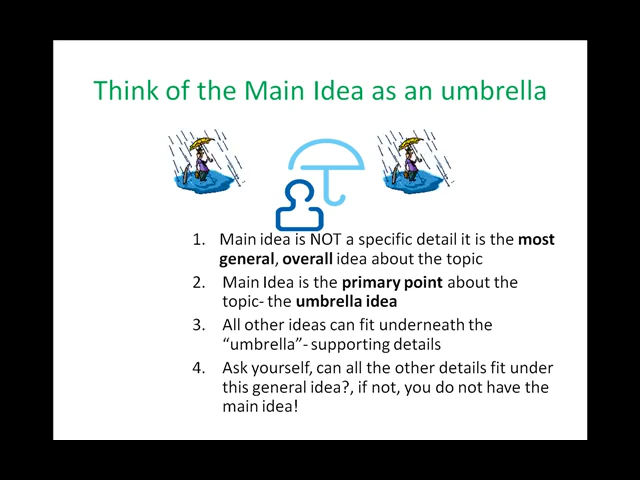 Think of the Main Idea as an umbrella
1. Main idea is NOT a specific detail it is the most
general, overall idea about the topic
2. Main Idea is the primary point about the
topic- the umbrella idea
3. All other ideas can fit underneath the
“umbrella”- supporting details
4. Ask yourself, can all the other details fit under
this general idea?, if not, you do not have the
main idea!